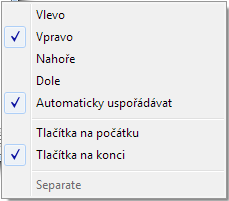 Vlevo
Vpravo
Nahoře
Dole
Automaticky uspořádávat
Tlačítka na počátku
Tlačítka na konci
Separate